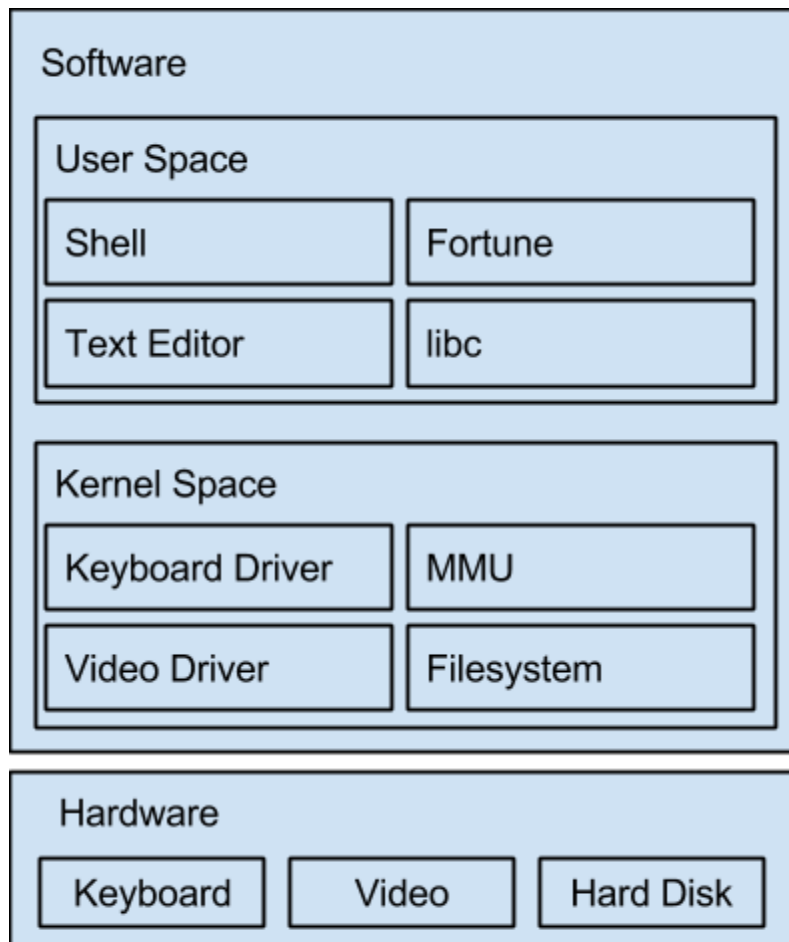 Software
User Space
Shell
Fortune
Text Editor
libc
Kernel Space
Keyboard Driver
MMU
Video Driver
Filesystem
Hardware
Keyboard
Video
Hard Disk